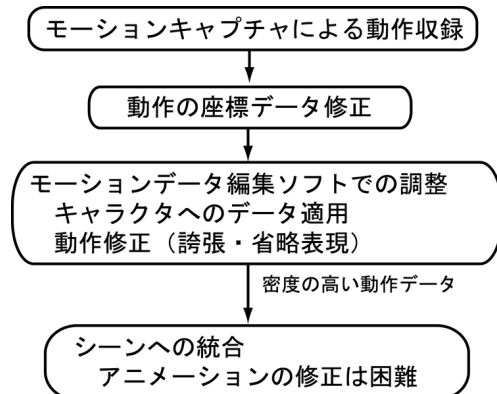 モーションキャプチャによる動作収録
動作の座標データ修正
モーションデータ編集ソフトでの調整
キャラクタへのデータ適用
動作修正（誇張・省略表現）
密度の高い動作データ
シーンへの統合
アニメーションの修正は困難